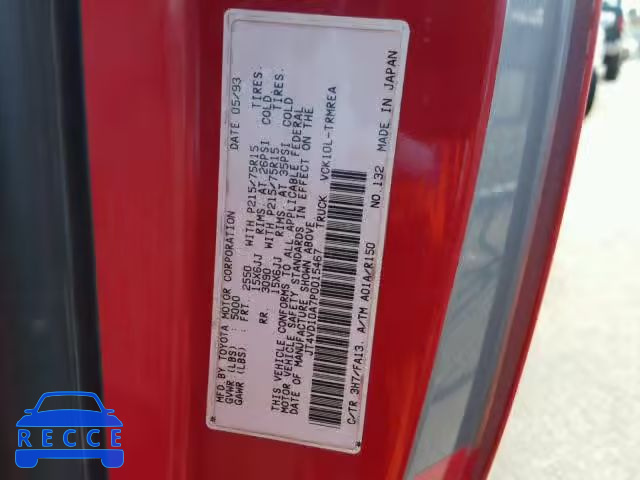 MFD BY TOYOTA MOTOR CORPORATION DATE 05/93
GVWR (LBS) : 5000
GAWR (LBS) : FRT. 2550 WITH P215/75R15 TIRES.
15X6JJ RIMS. AT 26PSI COLD.
RR. 3090 WITH P215/75R15 TIRES.
15X6JJ RIMS. AT 35PSI COLD
THIS VEHICLE CONFORMS TO ALL APPLICABLE FEDERAL
MOTOR VEHICLE SAFETY STANDARDS IN EFFECT ON THE
DATE OF MANUFACTURE SHOWN ABOVE
JT4VD10A7P0015467 TRUCK VCK10L-TRMREA
C/TR 3H7/FA13. A/TM A01A/R150 NO.132 MADE IN JAPAN
RECCE